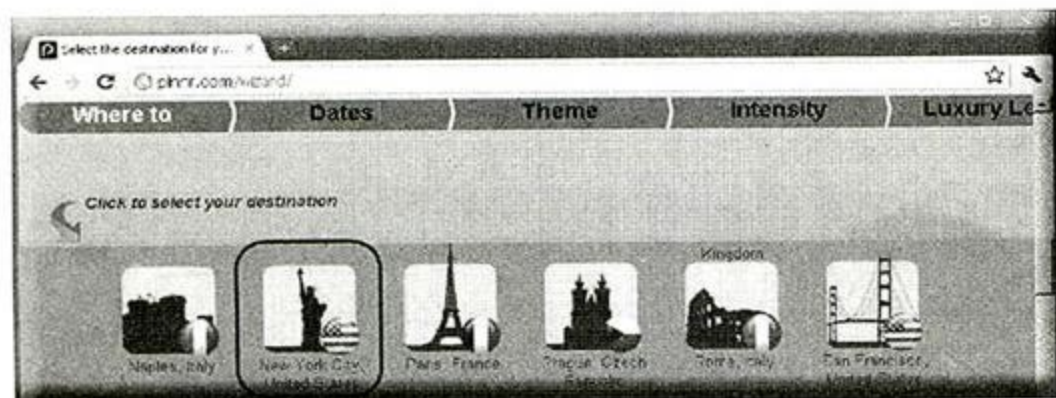 Select the destination for y...
plnnr.com/wizard/
Where to Dates Theme Intensity Luxury Le
Click to select your destination
Kingdom
Naples, Italy New York City, Paris, France Prague, Czech Roma, Italy San Francisco,
United States Republic United States